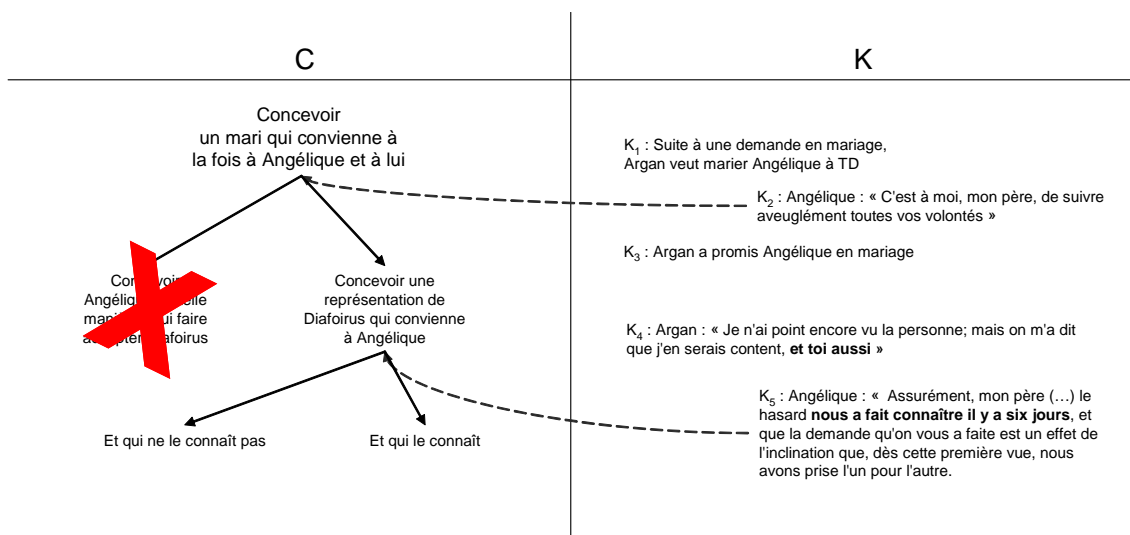 C
K
Concevoir
un mari qui convienne à
la fois à Angélique et à lui
K1 : Suite à une demande en mariage,
Argan veut marier Angélique à TD
K2 : Angélique : « C'est à moi, mon père, de suivre
aveuglément toutes vos volontés »
K3 : Argan a promis Angélique en mariage
Concevoir une
représentation de
Diafoirus qui convienne
à Angélique
K4 : Argan : « Je n'ai point encore vu la personne; mais on m'a dit
que j'en serais content, et toi aussi »
K5 : Angélique : « Assurément, mon père (…) le
hasard nous a fait connaître il y a six jours, et
que la demande qu'on vous a faite est un effet de
l'inclination que, dès cette première vue, nous
avons prise l'un pour l'autre.
Et qui ne le connaît pas
Et qui le connaît